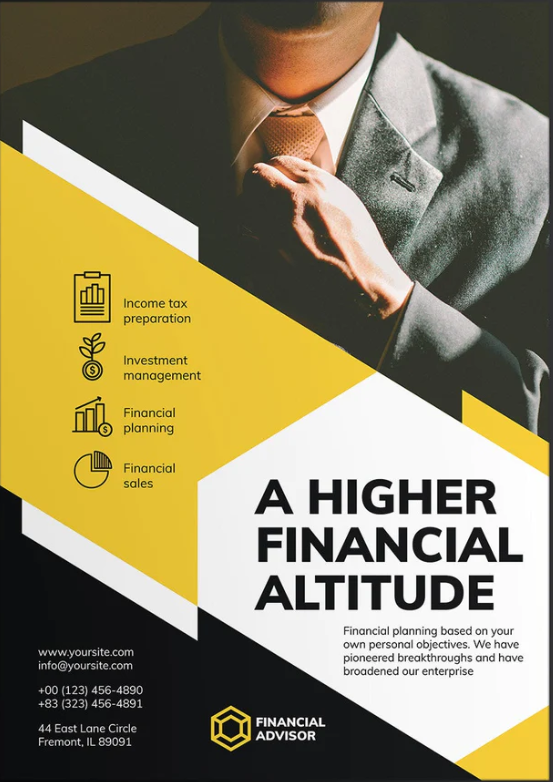 Income tax
preparation
Investment
management
Financial
planning
Financial
sales
A HIGHER
FINANCIAL
ALTITUDE
Financial planning based on your
own personal objectives. We have
pioneered breakthroughs and have
broadened our enterprise
www.yoursite.com
info@yoursite.com
+00 (123) 456-4890
+83 (323) 456-4891
44 East Lane Circle
Fremont, IL 89091
FINANCIAL
ADVISOR